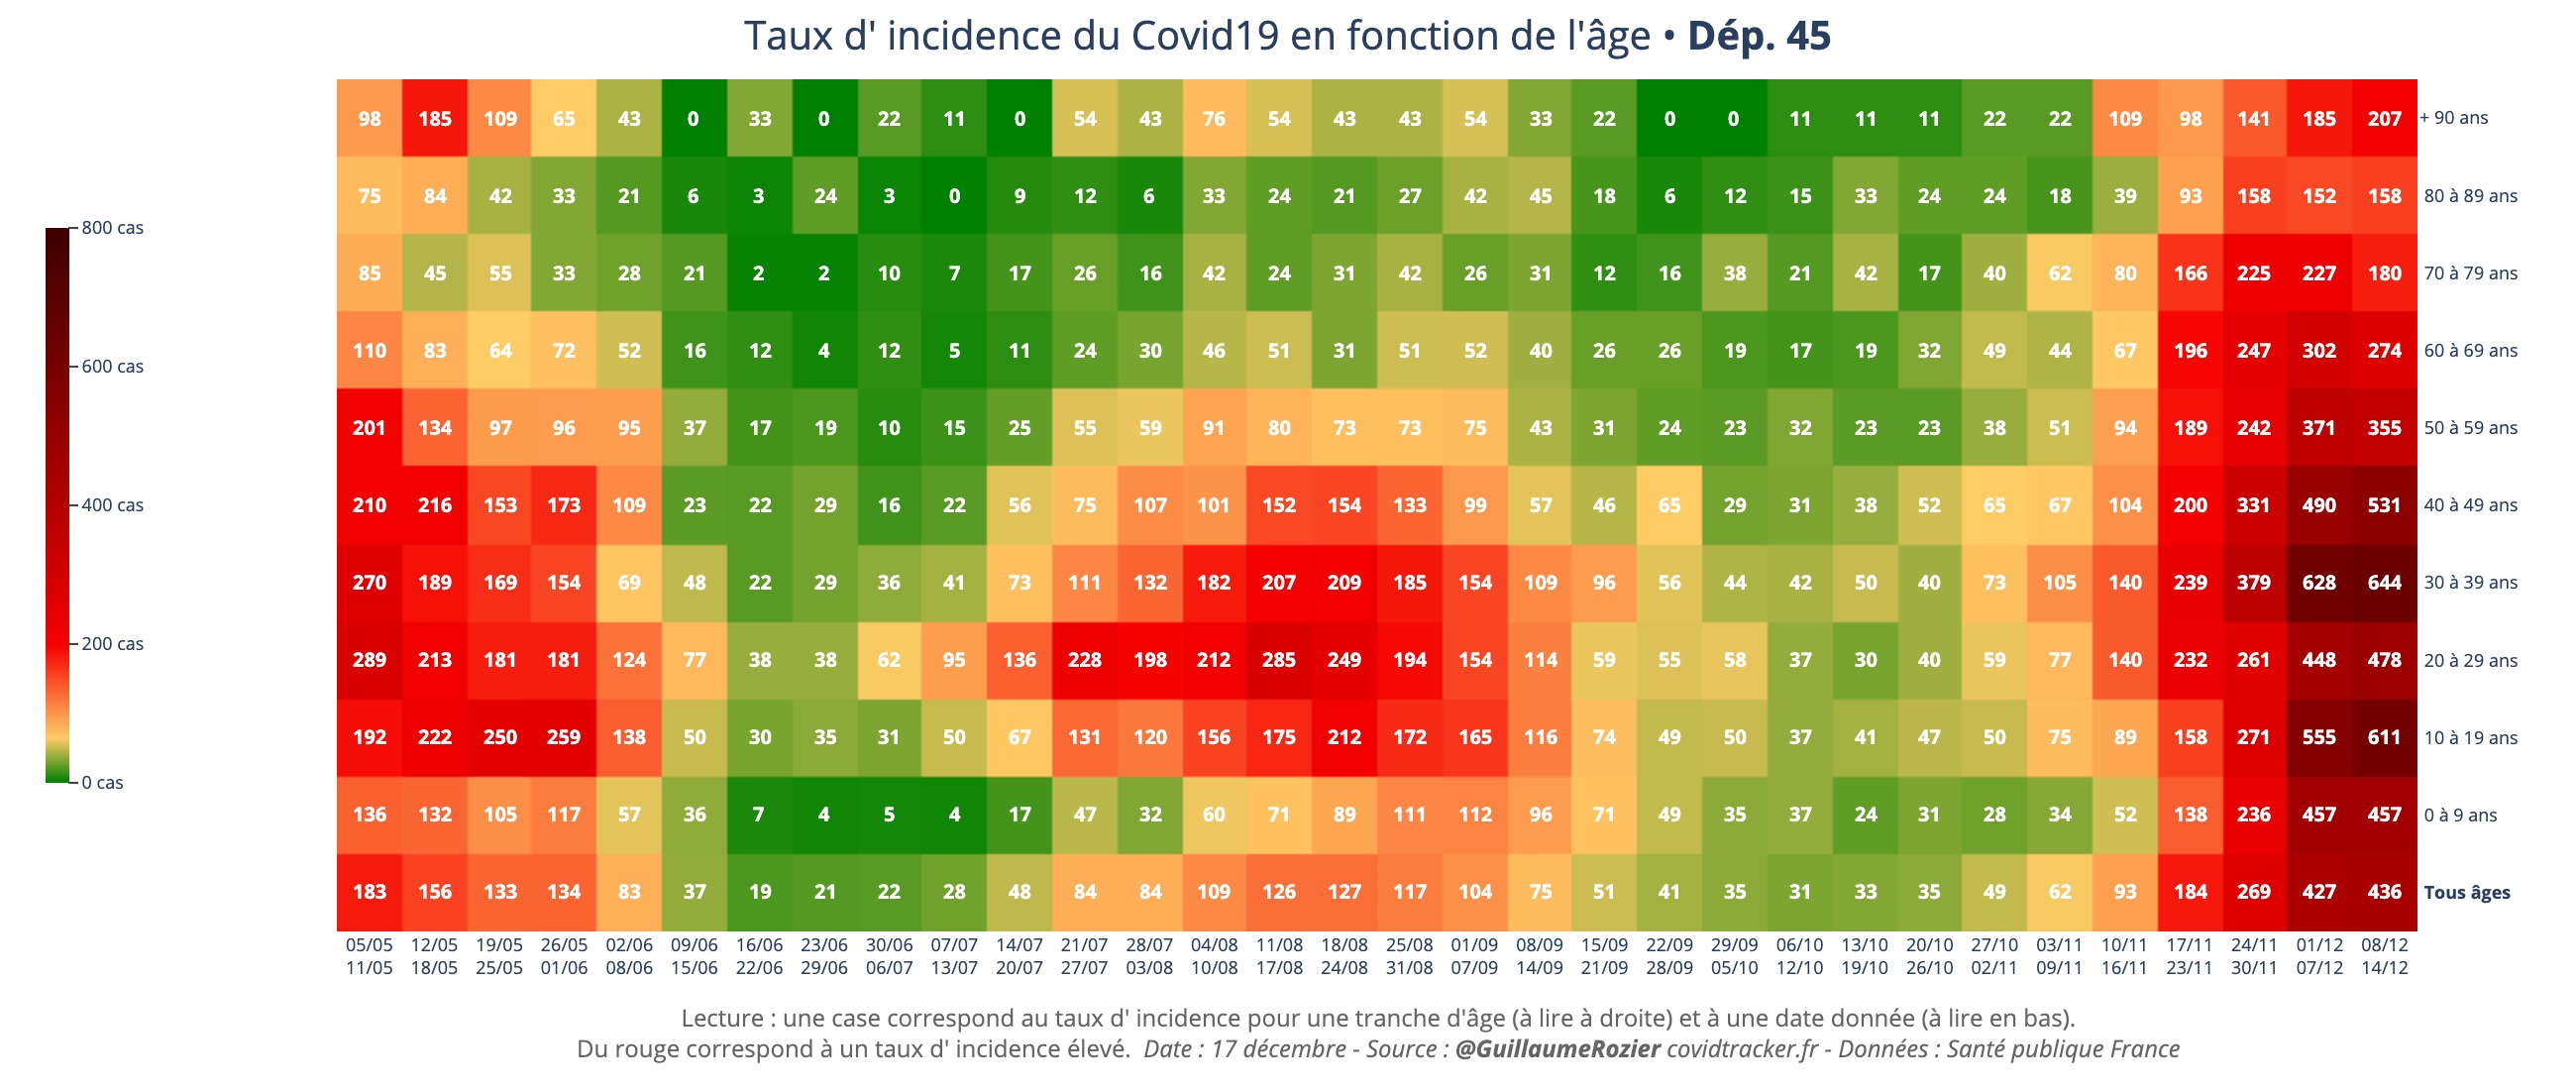 Taux d' incidence du Covid19 en fonction de l'âge • Dép. 45
800 cas
600 cas
400 cas
200 cas
0 cas
98 185 109 65 43 0 33 0 22 11 0 54 43 76 54 43 43 54 33 22 0 0 11 11 11 22 22 109 98 141 185 207 + 90 ans
75 84 42 33 21 6 3 24 3 0 9 12 6 33 24 21 27 42 45 18 6 12 15 33 24 24 18 39 93 158 152 158 80 à 89 ans
85 45 55 33 28 21 2 2 10 7 17 26 16 42 24 31 42 26 31 12 16 38 21 42 17 40 62 80 166 225 227 180 70 à 79 ans
110 83 64 72 52 16 12 4 12 5 11 24 30 46 51 31 51 52 40 26 26 19 17 19 32 49 44 67 196 247 302 274 60 à 69 ans
201 134 97 96 95 37 17 19 10 15 25 55 59 91 80 73 73 75 43 31 24 23 32 23 23 38 51 94 189 242 371 355 50 à 59 ans
210 216 153 173 109 23 22 29 16 22 56 75 107 101 152 154 133 99 57 46 65 29 31 38 52 65 67 104 200 331 490 531 40 à 49 ans
270 189 169 154 69 48 22 29 36 41 73 111 132 182 207 209 185 154 109 96 56 44 42 50 40 73 105 140 239 379 628 644 30 à 39 ans
289 213 181 181 124 77 38 38 62 95 136 228 198 212 285 249 194 154 114 59 55 58 37 30 40 59 77 140 232 261 448 478 20 à 29 ans
192 222 250 259 138 50 30 35 31 50 67 131 120 156 175 212 172 165 116 74 49 50 37 41 47 50 75 89 158 271 555 611 10 à 19 ans
136 132 105 117 57 36 7 4 5 4 17 47 32 60 71 89 111 112 96 71 49 35 37 24 31 28 34 52 138 236 457 457 0 à 9 ans
183 156 133 134 83 37 19 21 22 28 48 84 84 109 126 127 117 104 75 51 41 35 31 33 35 49 62 93 184 269 427 436 Tous âges
05/05 12/05 19/05 26/05 02/06 09/06 16/06 23/06 30/06 07/07 14/07 21/07 28/07 04/08 11/08 18/08 25/08 01/09 08/09 15/09 22/09 29/09 06/10 13/10 20/10 27/10 03/11 10/11 17/11 24/11 01/12 08/12
11/05 18/05 25/05 01/06 08/06 15/06 22/06 29/06 06/07 13/07 20/07 27/07 03/08 10/08 17/08 24/08 31/08 07/09 14/09 21/09 28/09 05/10 12/10 19/10 26/10 02/11 09/11 16/11 23/11 30/11 07/12 14/12
Lecture : une case correspond au taux d' incidence pour une tranche d'âge (à lire à droite) et à une date donnée (à lire en bas).
Du rouge correspond à un taux d' incidence élevé. Date : 17 décembre - Source : @GuillaumeRozier covidtracker.fr - Données : Santé publique France